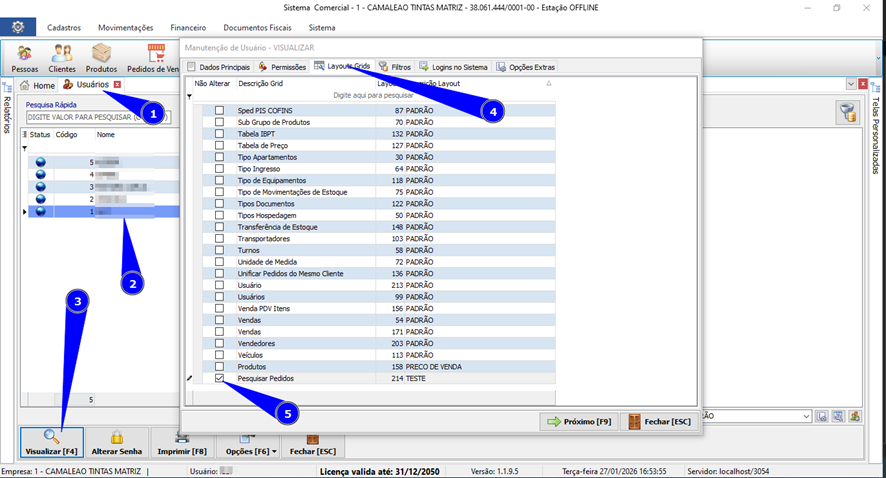 Sistema Comercial - 1 - CAMALEAO TINTAS MATRIZ - 38.061.444/0001-00 - Estação OFFLINE
Cadastros Movimentações Financeiro Documentos Fiscais Sistema
Pessoas Clientes Produtos Pedidos de Ven
Home Usuários
Relatórios
Pesquisa Rápida
DIGITE VALOR PARA PESQUISAR (C
Status Código Nome
5
4
3
2
1
5
1
2
3
4
5
Manutenção de Usuário - VISUALIZAR
Dados Principais Permissões Layouts Grids Filtros Logins no Sistema Opções Extras
Não Alterar Descrição Grid Layou ição Layout
Digite aqui para pesquisar
Sped PIS COFINS 87 PADRÃO
Sub Grupo de Produtos 70 PADRÃO
Tabela IBPT 132 PADRÃO
Tabela de Preço 127 PADRÃO
Tipo Apartamentos 30 PADRÃO
Tipo Ingresso 64 PADRÃO
Tipo de Equipamentos 118 PADRÃO
Tipo de Movimentações de Estoque 75 PADRÃO
Tipos Documentos 122 PADRÃO
Tipos Hospedagem 50 PADRÃO
Transferência de Estoque 148 PADRÃO
Transportadores 103 PADRÃO
Turnos 58 PADRÃO
Unidade de Medida 72 PADRÃO
Unificar Pedidos do Mesmo Cliente 136 PADRÃO
Usuário 213 PADRÃO
Usuários 99 PADRÃO
Venda PDV Itens 156 PADRÃO
Vendas 54 PADRÃO
Vendas 171 PADRÃO
Vendedores 203 PADRÃO
Veículos 113 PADRÃO
Produtos 158 PRECO DE VENDA
Pesquisar Pedidos 214 TESTE
Próximo [F9] Fechar [ESC]
Telas Personalizadas
ÃO
Visualizar [F4] Alterar Senha Imprimir [F8] Opções [F6] Fechar [ESC]
Empresa: 1 - CAMALEAO TINTAS MATRIZ | Usuário: Licença valida até: 31/12/2050 Versão: 1.1.9.5 Terça-feira 27/01/2026 16:53:55 Servidor: localhost/3054